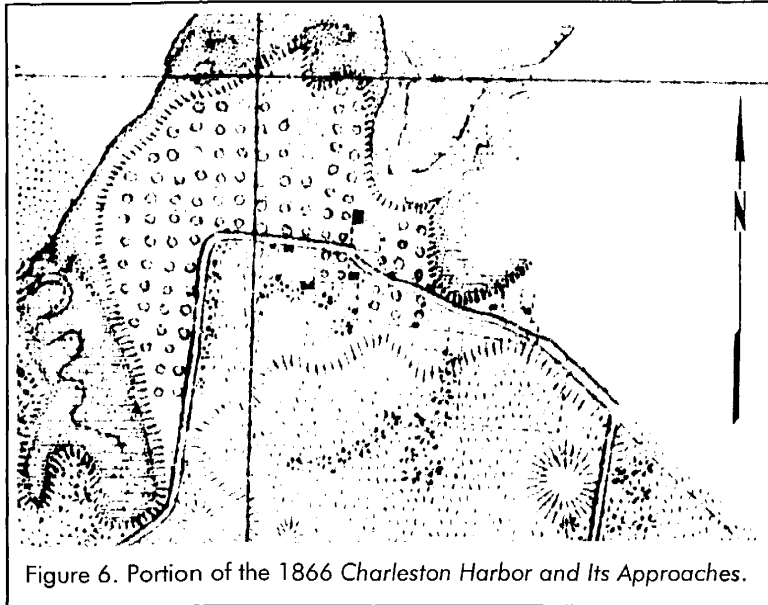 N
Figure 6. Portion of the 1866 Charleston Harbor and Its Approaches.